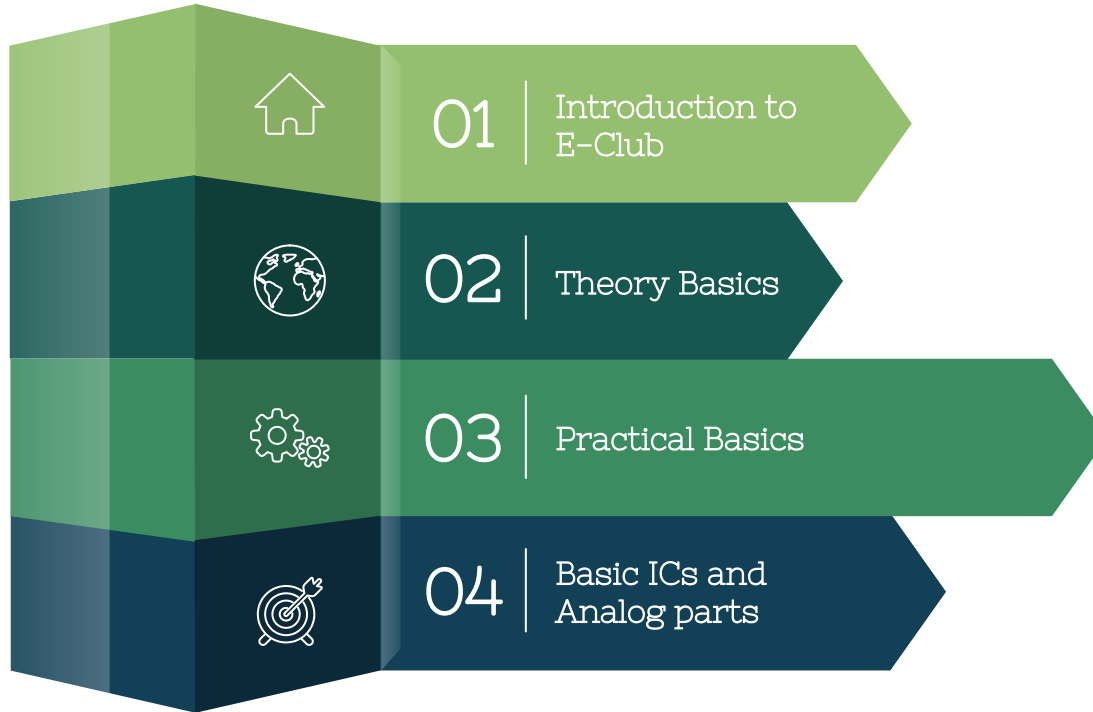 01
Introduction to
E-Club
02
Theory Basics
03
Practical Basics
04
Basic ICs and
Analog parts